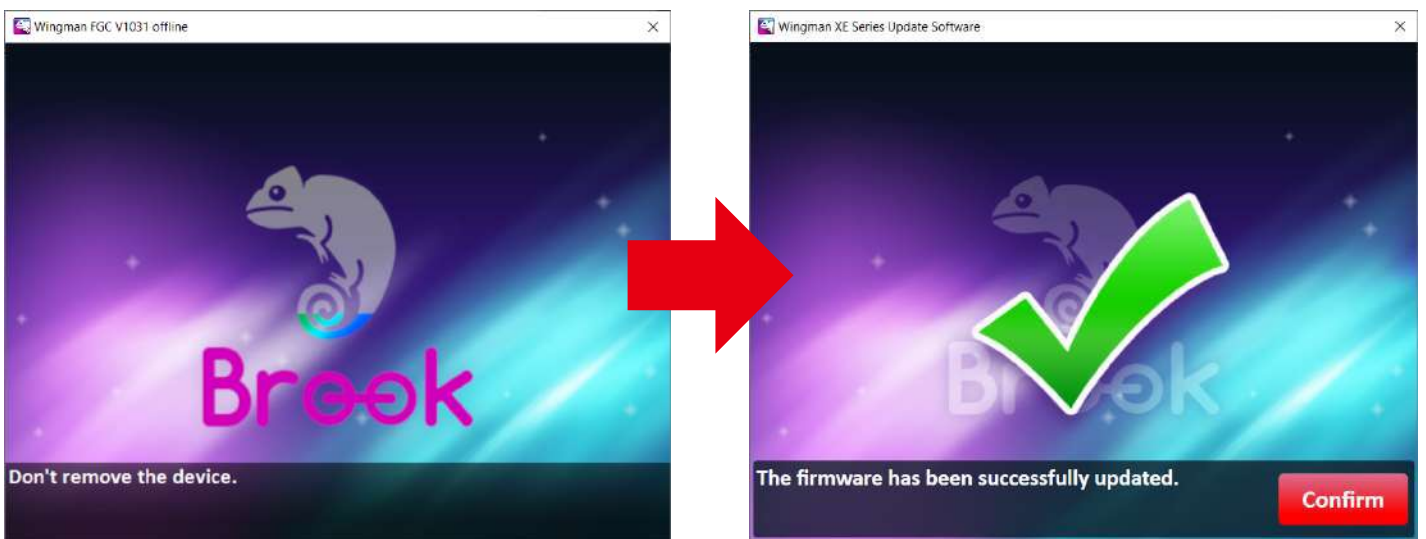 Wingman FGC V1031 offline
Brook
Don't remove the device.
Wingman XE Series Update Software
Brook
The firmware has been successfully updated.
Confirm